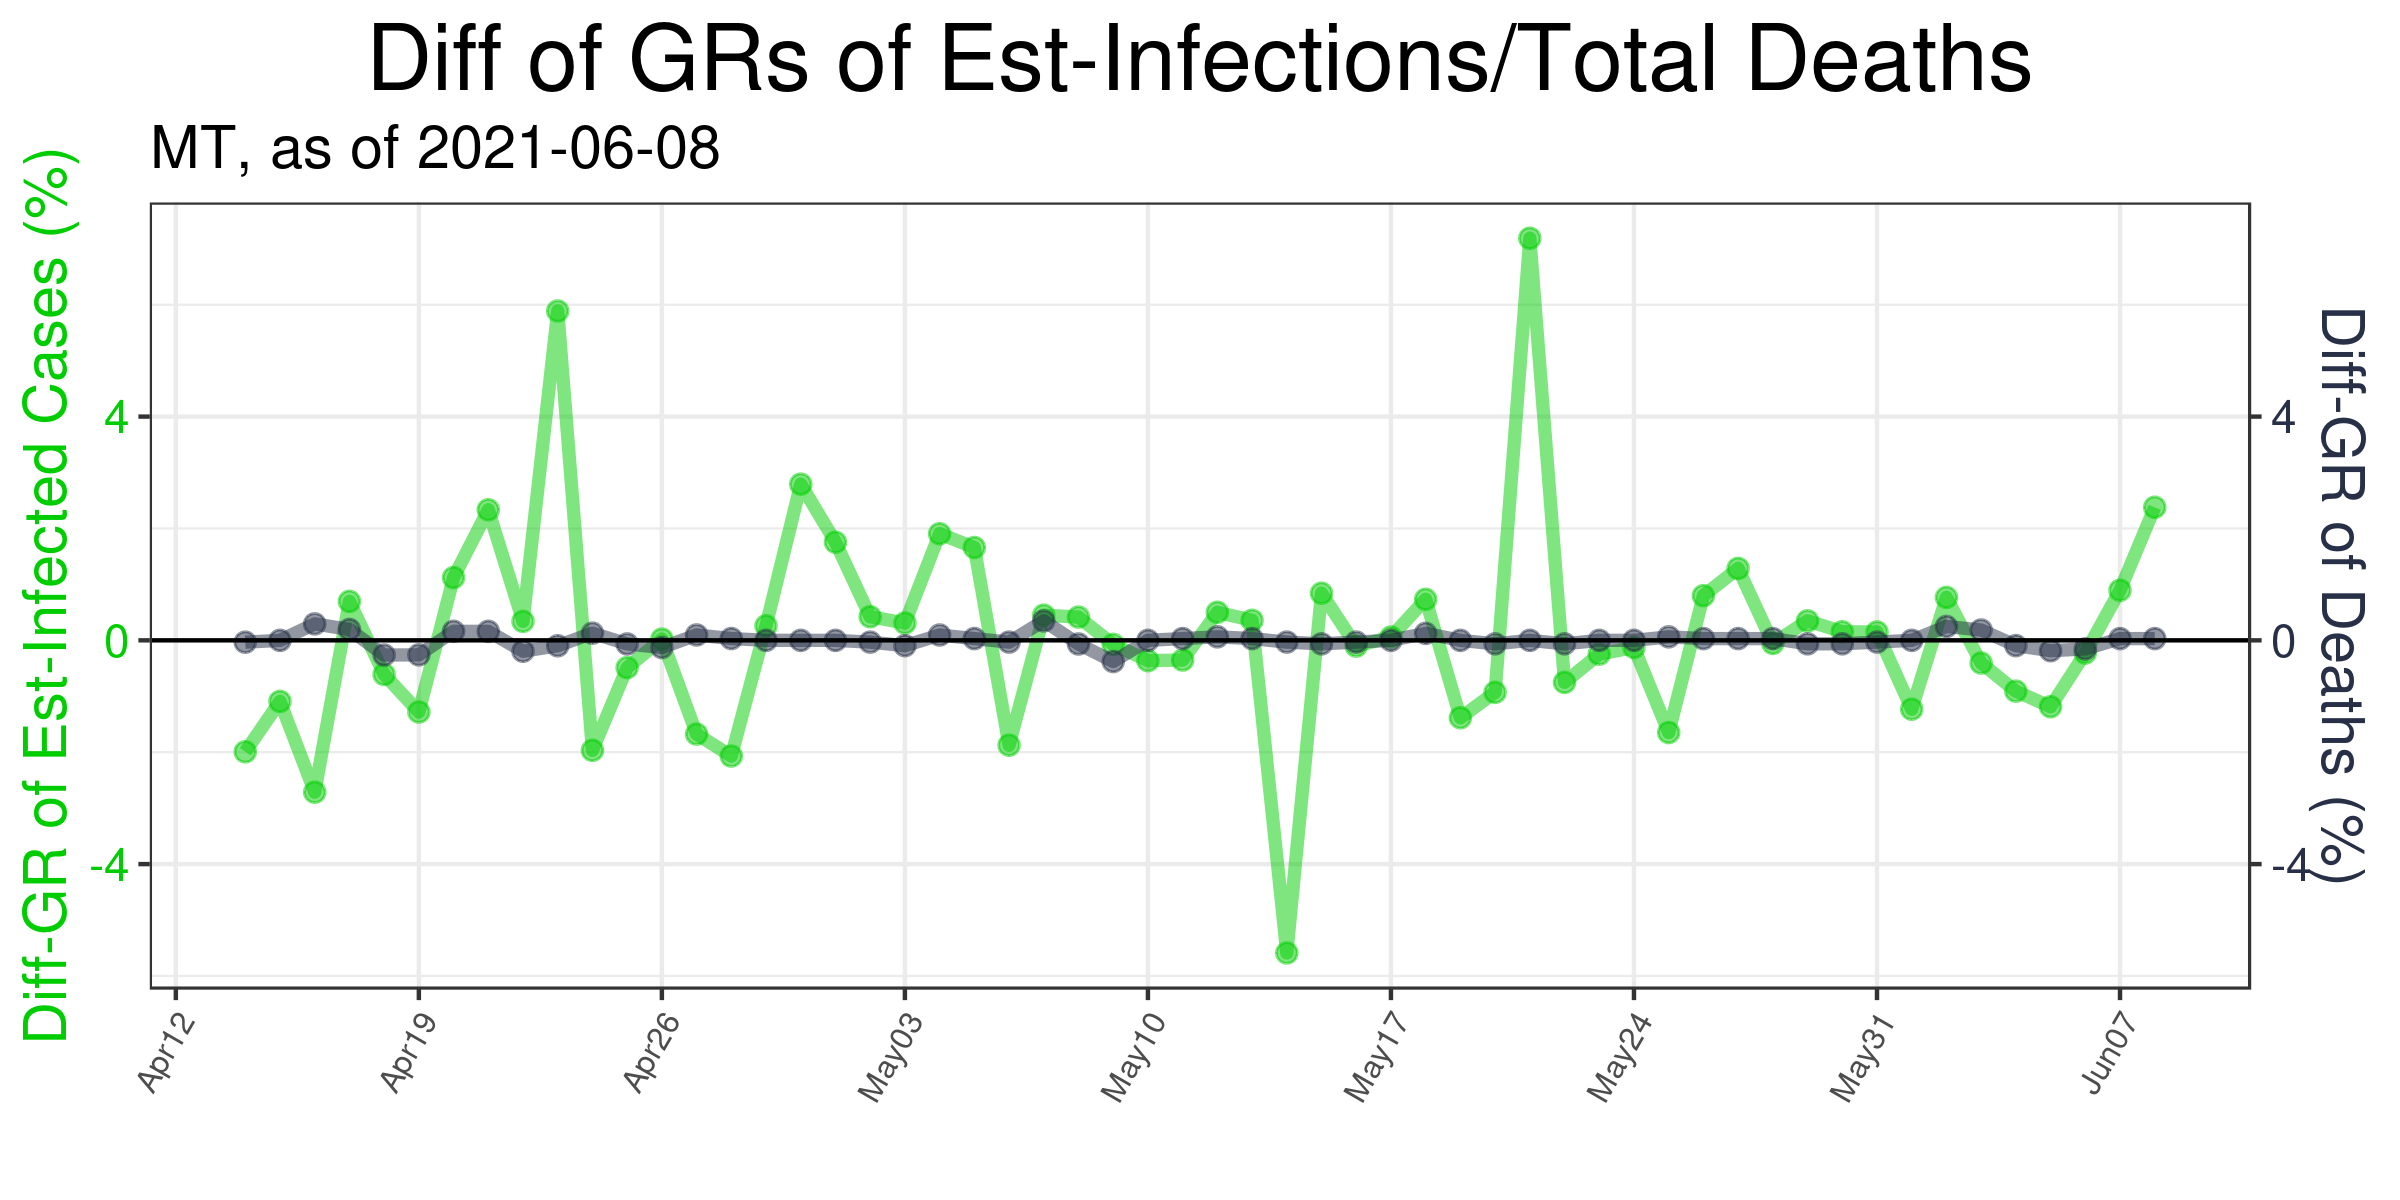 Diff of GRs of Est-Infections/Total Deaths
MT, as of 2021-06-08
Diff-GR of Est-Infected Cases (%)
4
0
-4
4
0
-4
Diff-GR of Deaths (%)
Apr12
Apr19
Apr26
May03
May10
May17
May24
May31
Jun07